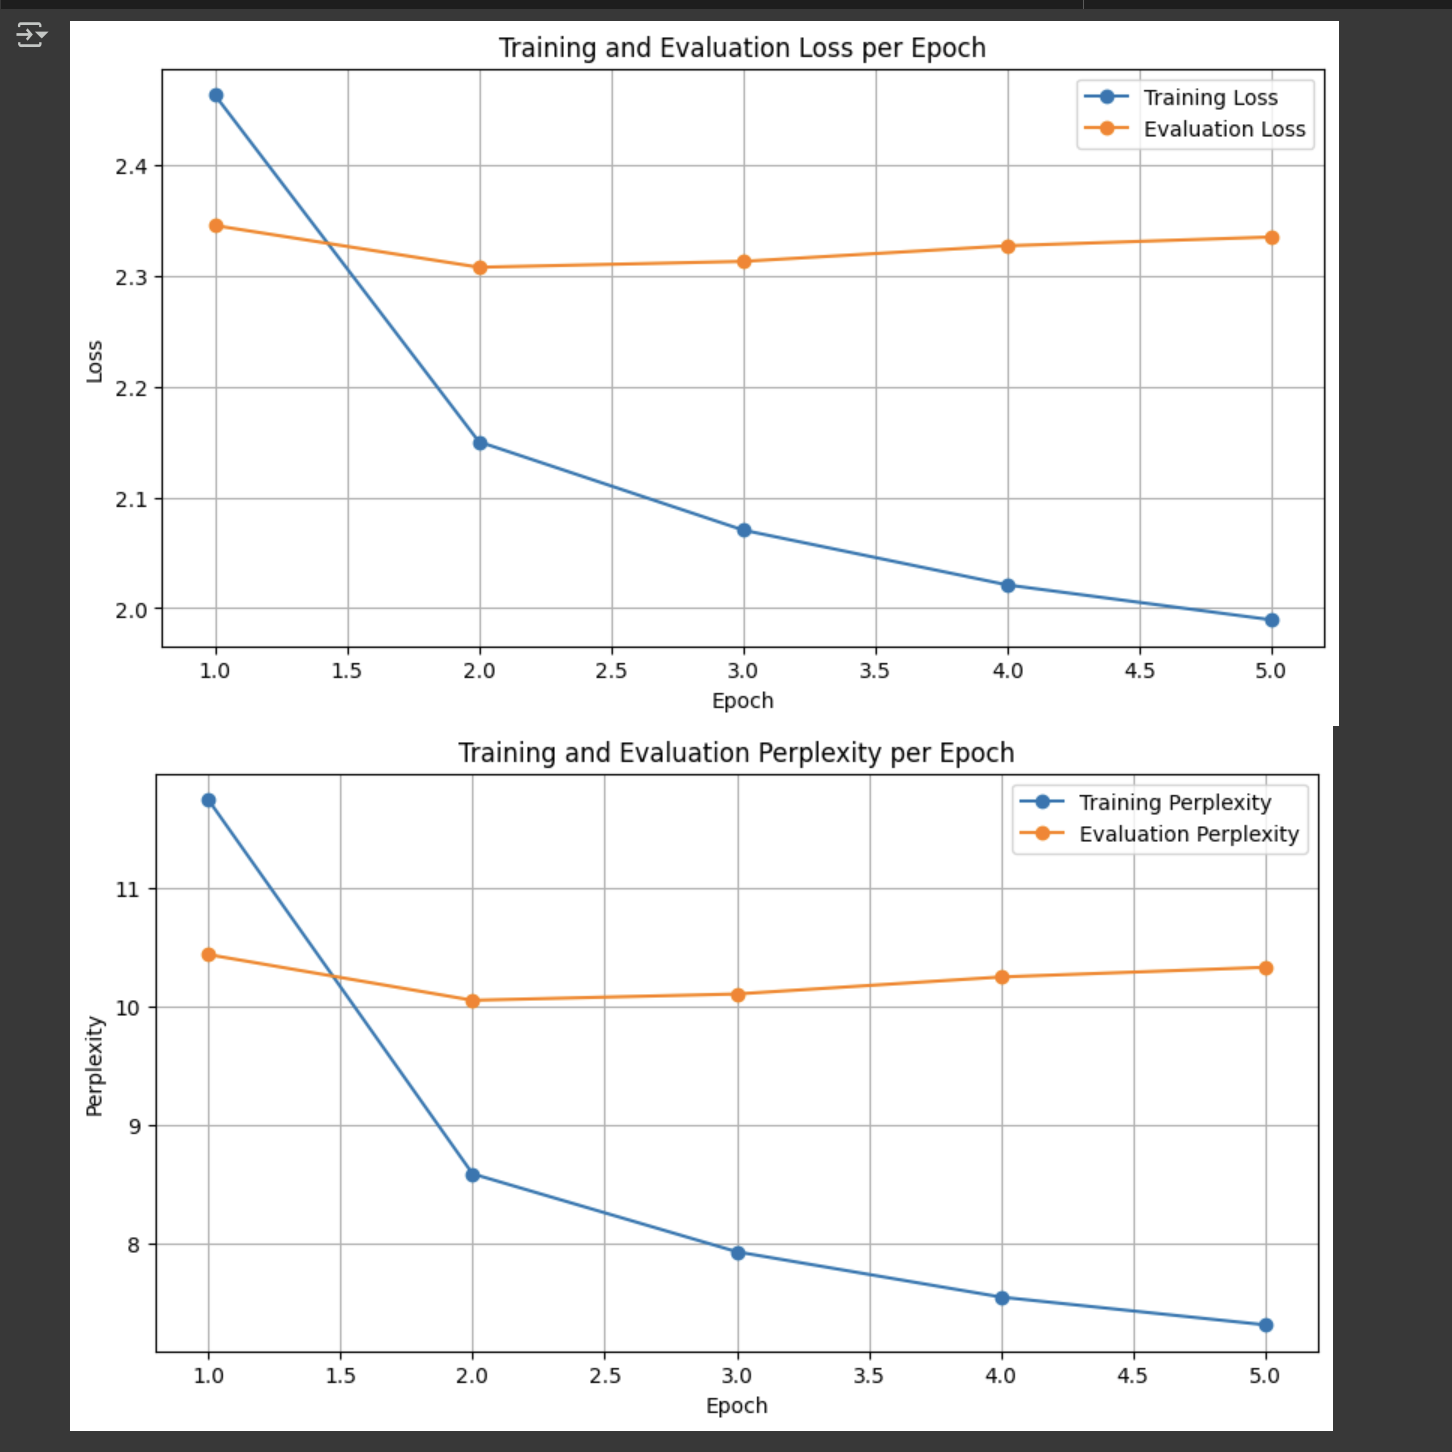 Training and Evaluation Loss per Epoch
Training Loss
Evaluation Loss
2.4
2.3
2.2
2.1
2.0
Loss
1.0 1.5 2.0 2.5 3.0 3.5 4.0 4.5 5.0
Epoch
Training and Evaluation Perplexity per Epoch
Training Perplexity
Evaluation Perplexity
11
10
9
8
Perplexity
1.0 1.5 2.0 2.5 3.0 3.5 4.0 4.5 5.0
Epoch